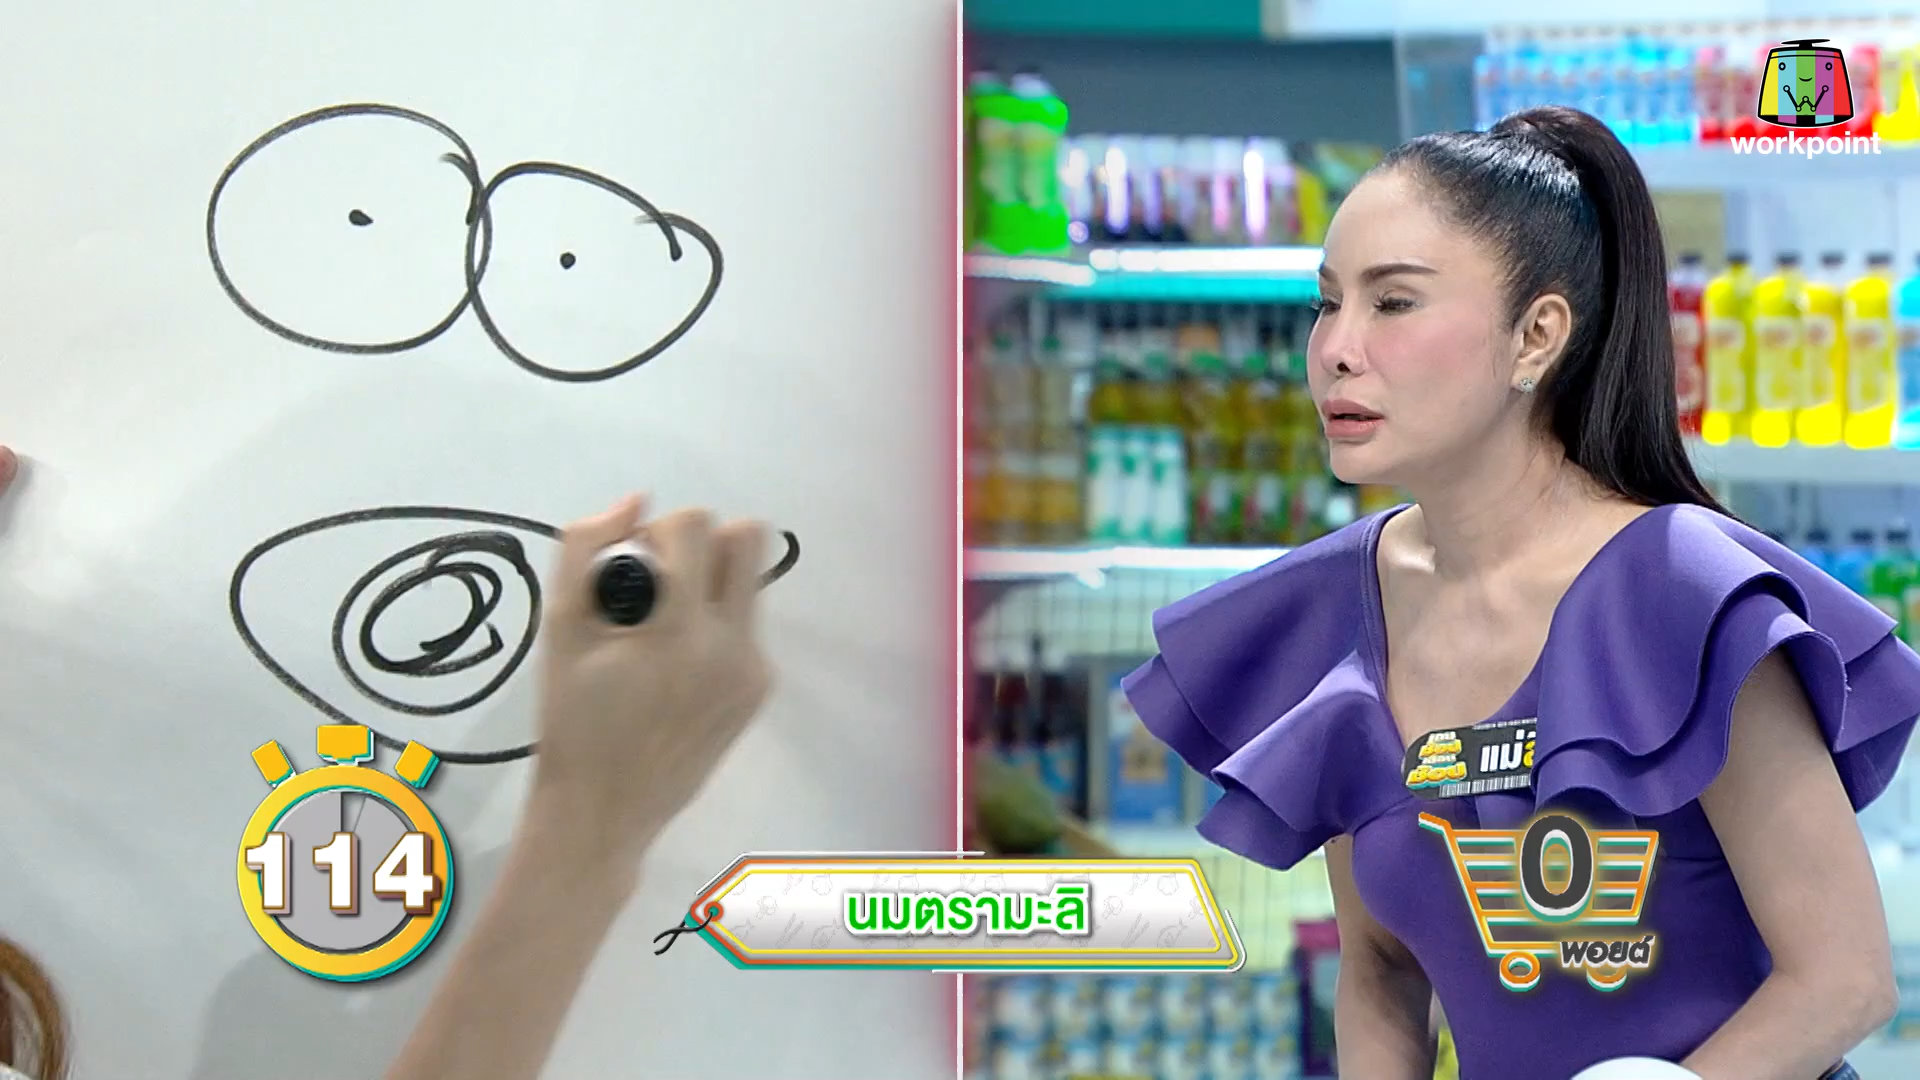 workpoint
แม่
114
นมตรามะลิ
0
พอยต์